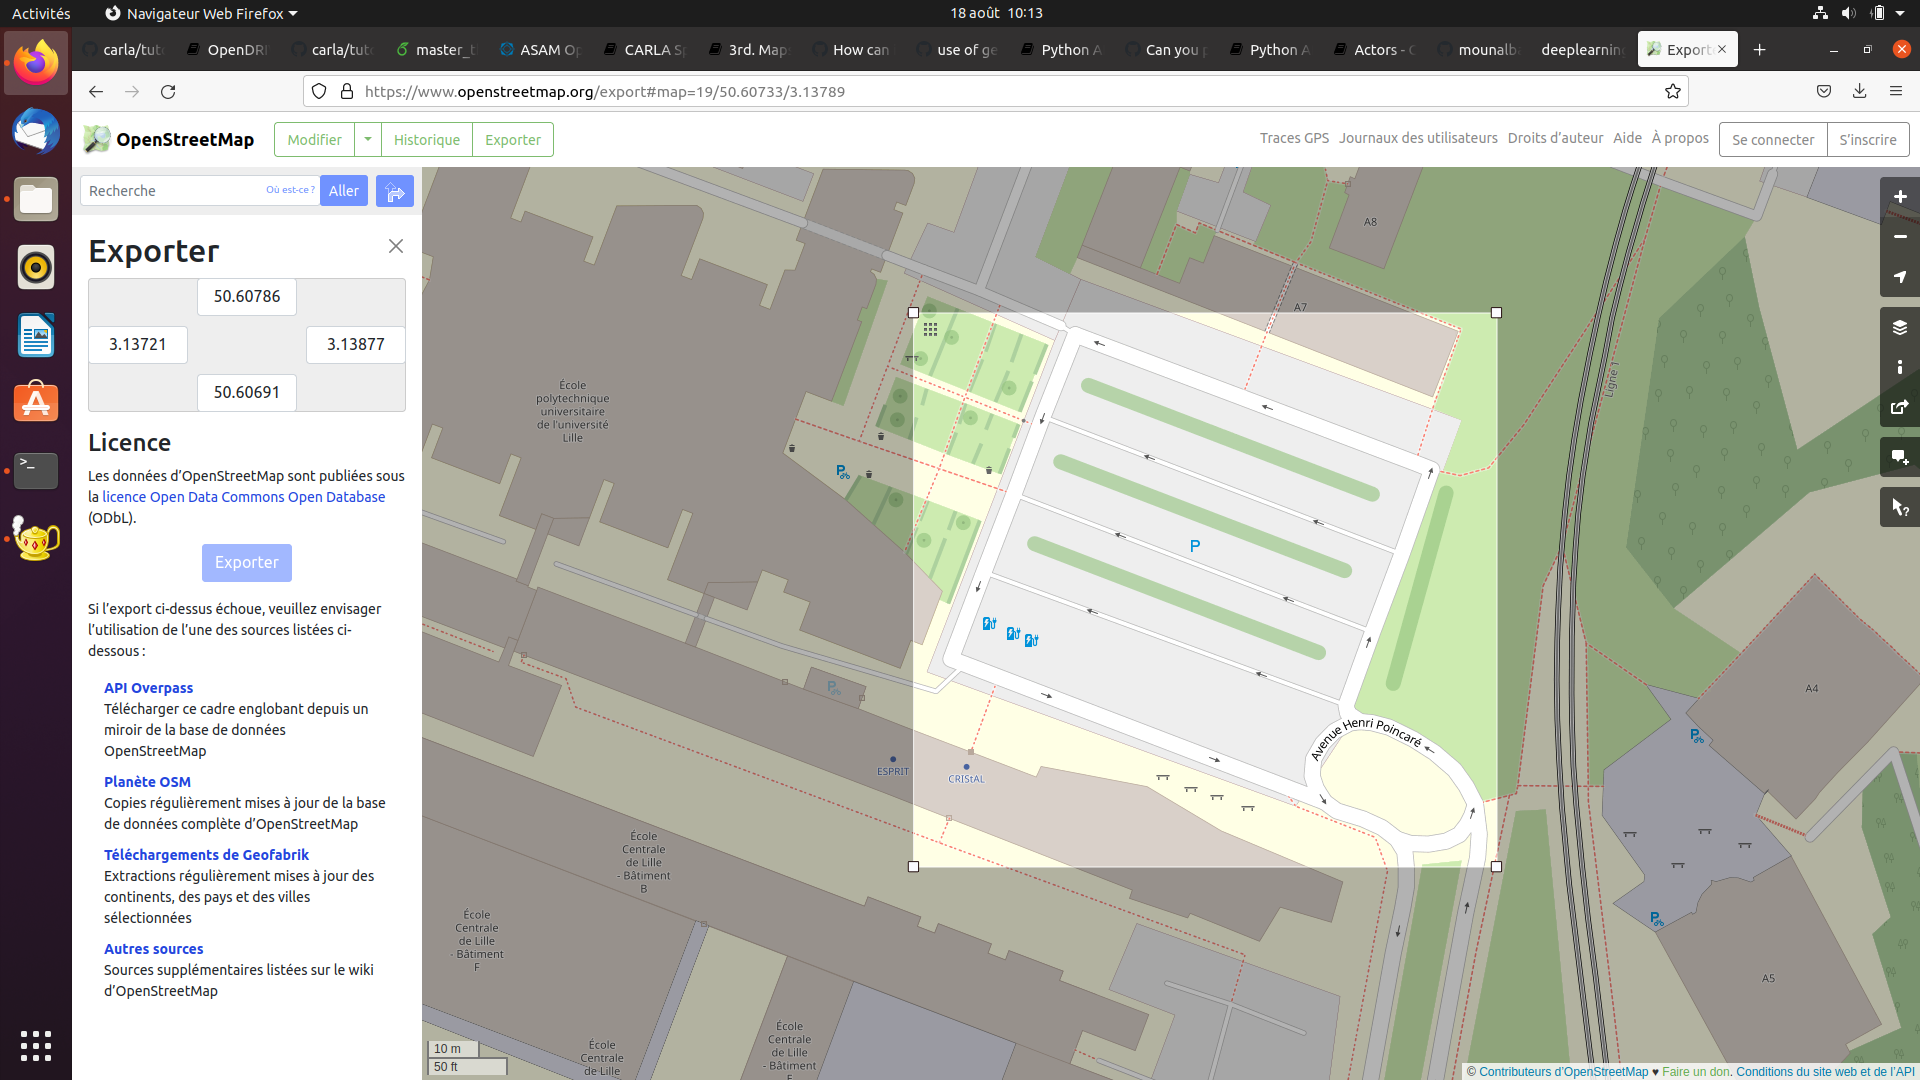 Activités
Navigateur Web Firefox
18 août 10:13
carla/tuto
OpenDRI
carla/tuto
master_t
ASAM Op
CARLA S
3rd. Maps
How can
use of ge
Python A
Can you p
Python A
Actors - C
mounalba
deeplearning
Exporte
https://www.openstreetmap.org/export#map=19/50.60733/3.13789
OpenStreetMap
Modifier
Historique
Exporter
Traces GPS
Journaux des utilisateurs
Droits d’auteur
Aide
À propos
Se connecter
S’inscrire
Recherche
Où est-ce ?
Aller
Exporter
50.60786
3.13721
3.13877
50.60691
Licence
Les données d’OpenStreetMap sont publiées sous
la licence Open Data Commons Open Database
(ODbL).
Exporter
Si l’export ci-dessus échoue, veuillez envisager
l’utilisation de l’une des sources listées ci-
dessous :
API Overpass
Télécharger ce cadre englobant depuis un
miroir de la base de données
OpenStreetMap
Planète OSM
Copies régulièrement mises à jour de la base
de données complète d’OpenStreetMap
Téléchargements de Geofabrik
Extractions régulièrement mises à jour des
continents, des pays et des villes
sélectionnées
Autres sources
Sources supplémentaires listées sur le wiki
d’OpenStreetMap
A8
A7
Ligne 1
École
polytechnique
universitaire
de l'université
Lille
P
P
P
Avenue Henri Poincaré
A4
P
ESPRIT
CRIStAL
École
Centrale
de Lille
- Bâtiment
B
École
Centrale
de Lille
- Bâtiment
F
P
A5
École
Centrale
de Lille
- Bâtiment
École
Centrale
de Lille
10 m
50 ft
© Contributeurs d’OpenStreetMap ♥ Faire un don. Conditions du site web et de l’API